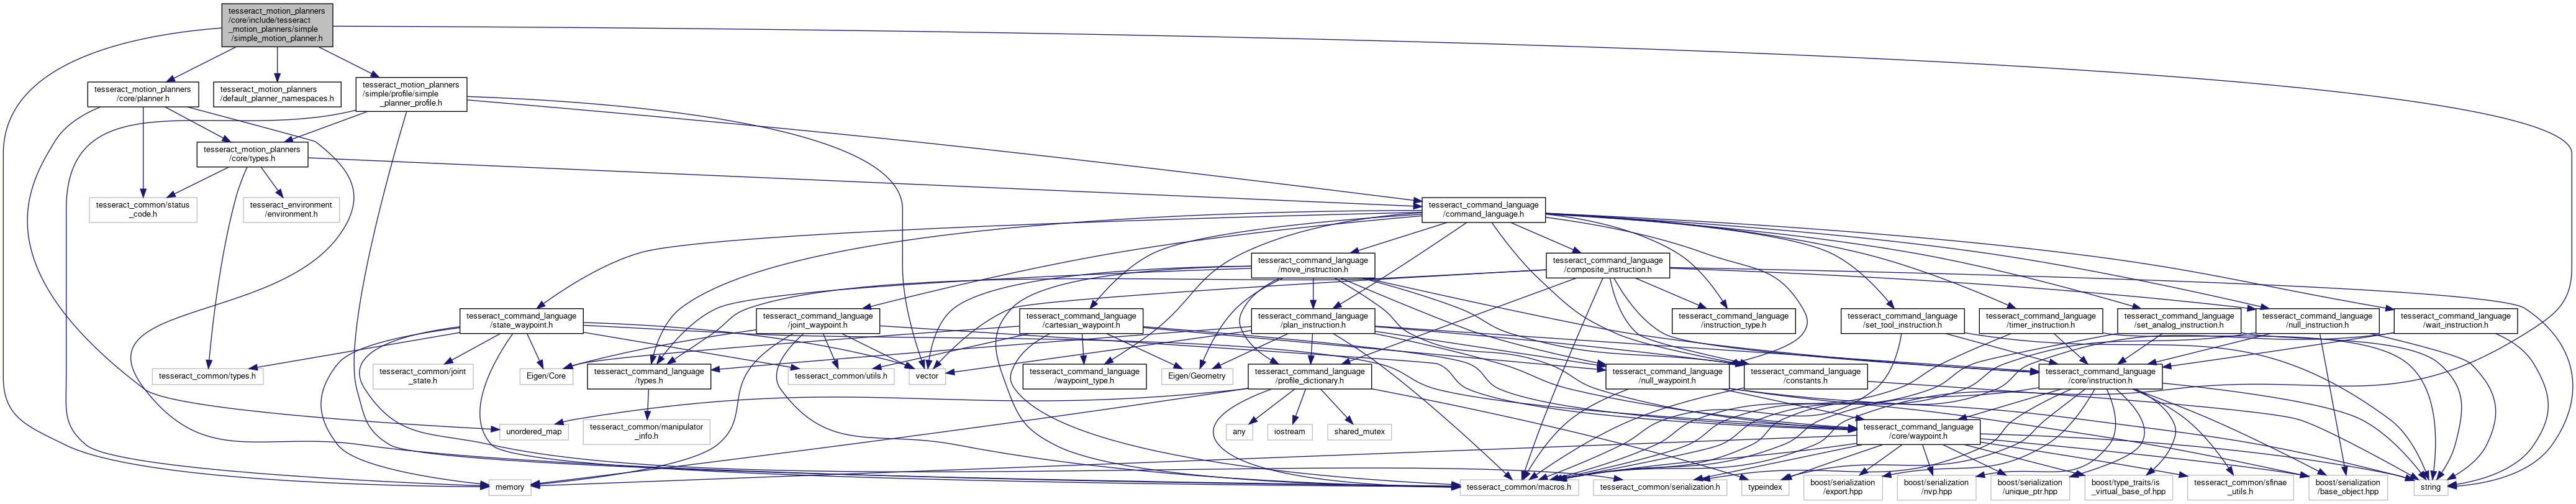 tesseract_motion_planners
/core/include/tesseract
_motion_planners/simple
/simple_motion_planner.h
tesseract_motion_planners
/core/planner.h
tesseract_motion_planners
/default_planner_namespaces.h
tesseract_motion_planners
/simple/profile/simple
_planner_profile.h
tesseract_motion_planners
/core/types.h
tesseract_common/status
_code.h
tesseract_environment
/environment.h
tesseract_command_language
/command_language.h
tesseract_command_language
/move_instruction.h
tesseract_command_language
/composite_instruction.h
tesseract_command_language
/state_waypoint.h
tesseract_command_language
/joint_waypoint.h
tesseract_command_language
/cartesian_waypoint.h
tesseract_command_language
/plan_instruction.h
tesseract_command_language
/instruction_type.h
tesseract_command_language
/set_tool_instruction.h
tesseract_command_language
/timer_instruction.h
tesseract_command_language
/set_analog_instruction.h
tesseract_command_language
/null_instruction.h
tesseract_command_language
/wait_instruction.h
tesseract_common/types.h
tesseract_common/joint
_state.h
Eigen/Core
tesseract_command_language
/types.h
tesseract_common/utils.h
vector
tesseract_command_language
/waypoint_type.h
Eigen/Geometry
tesseract_command_language
/profile_dictionary.h
tesseract_command_language
/null_waypoint.h
tesseract_command_language
/constants.h
tesseract_command_language
/core/instruction.h
unordered_map
tesseract_common/manipulator
_info.h
any
iostream
shared_mutex
tesseract_command_language
/core/waypoint.h
memory
tesseract_common/macros.h
tesseract_common/serialization.h
typeindex
boost/serialization
/export.hpp
boost/serialization
/nvp.hpp
boost/serialization
/unique_ptr.hpp
boost/type_traits/is
_virtual_base_of.hpp
tesseract_common/sfinae
_utils.h
boost/serialization
/base_object.hpp
string